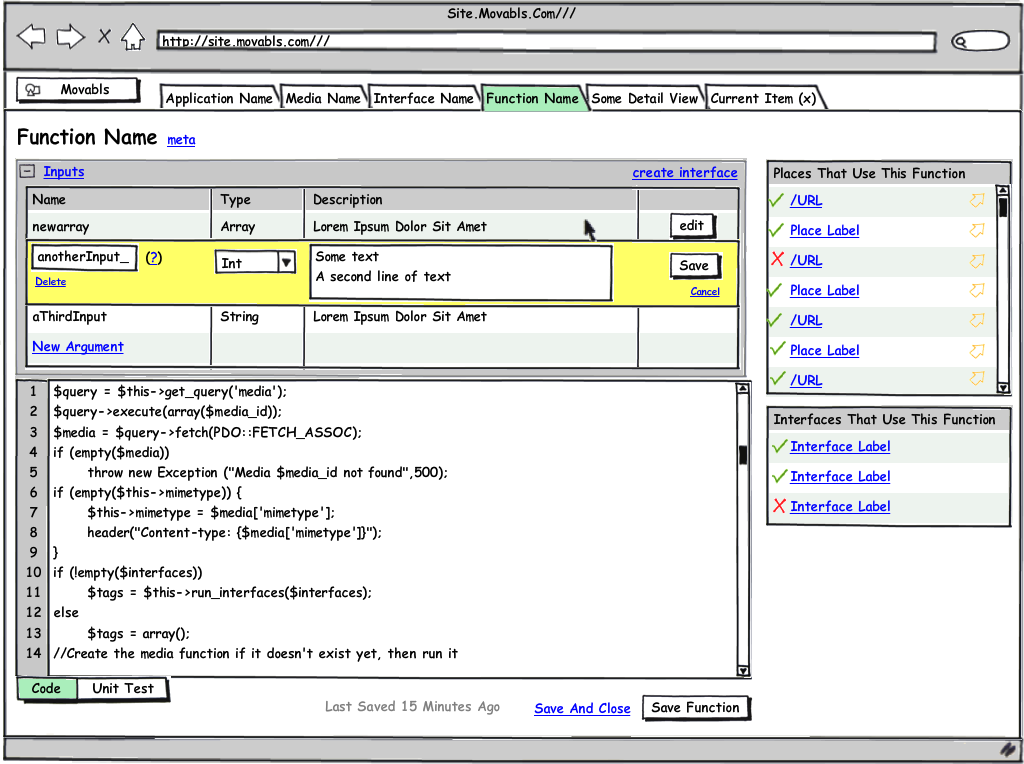 Site.Movabls.Com///
http://site.movabls.com///
Movabls
Application Name
Media Name
Interface Name
Function Name
Some Detail View
Current Item (x)
Function Name meta
Inputs create interface
Name Type Description
newarray Array Lorem Ipsum Dolor Sit Amet edit
anotherInput_ (?) Int Some text
A second line of text
Save
Delete
Cancel
aThirdInput String Lorem Ipsum Dolor Sit Amet
New Argument
1 $query = $this->get_query('media');
2 $query->execute(array($media_id));
3 $media = $query->fetch(PDO::FETCH_ASSOC);
4 if (empty($media))
5 throw new Exception ("Media $media_id not found",500);
6 if (empty($this->mimetype)) {
7 $this->mimetype = $media['mimetype'];
8 header("Content-type: {$media['mimetype']}");
9 }
10 if (!empty($interfaces))
11 $tags = $this->run_interfaces($interfaces);
12 else
13 $tags = array();
14 //Create the media function if it doesn't exist yet, then run it
Code Unit Test
Last Saved 15 Minutes Ago Save And Close Save Function
Places That Use This Function
/URL
Place Label
/URL
Place Label
/URL
Place Label
/URL
Interfaces That Use This Function
Interface Label
Interface Label
Interface Label